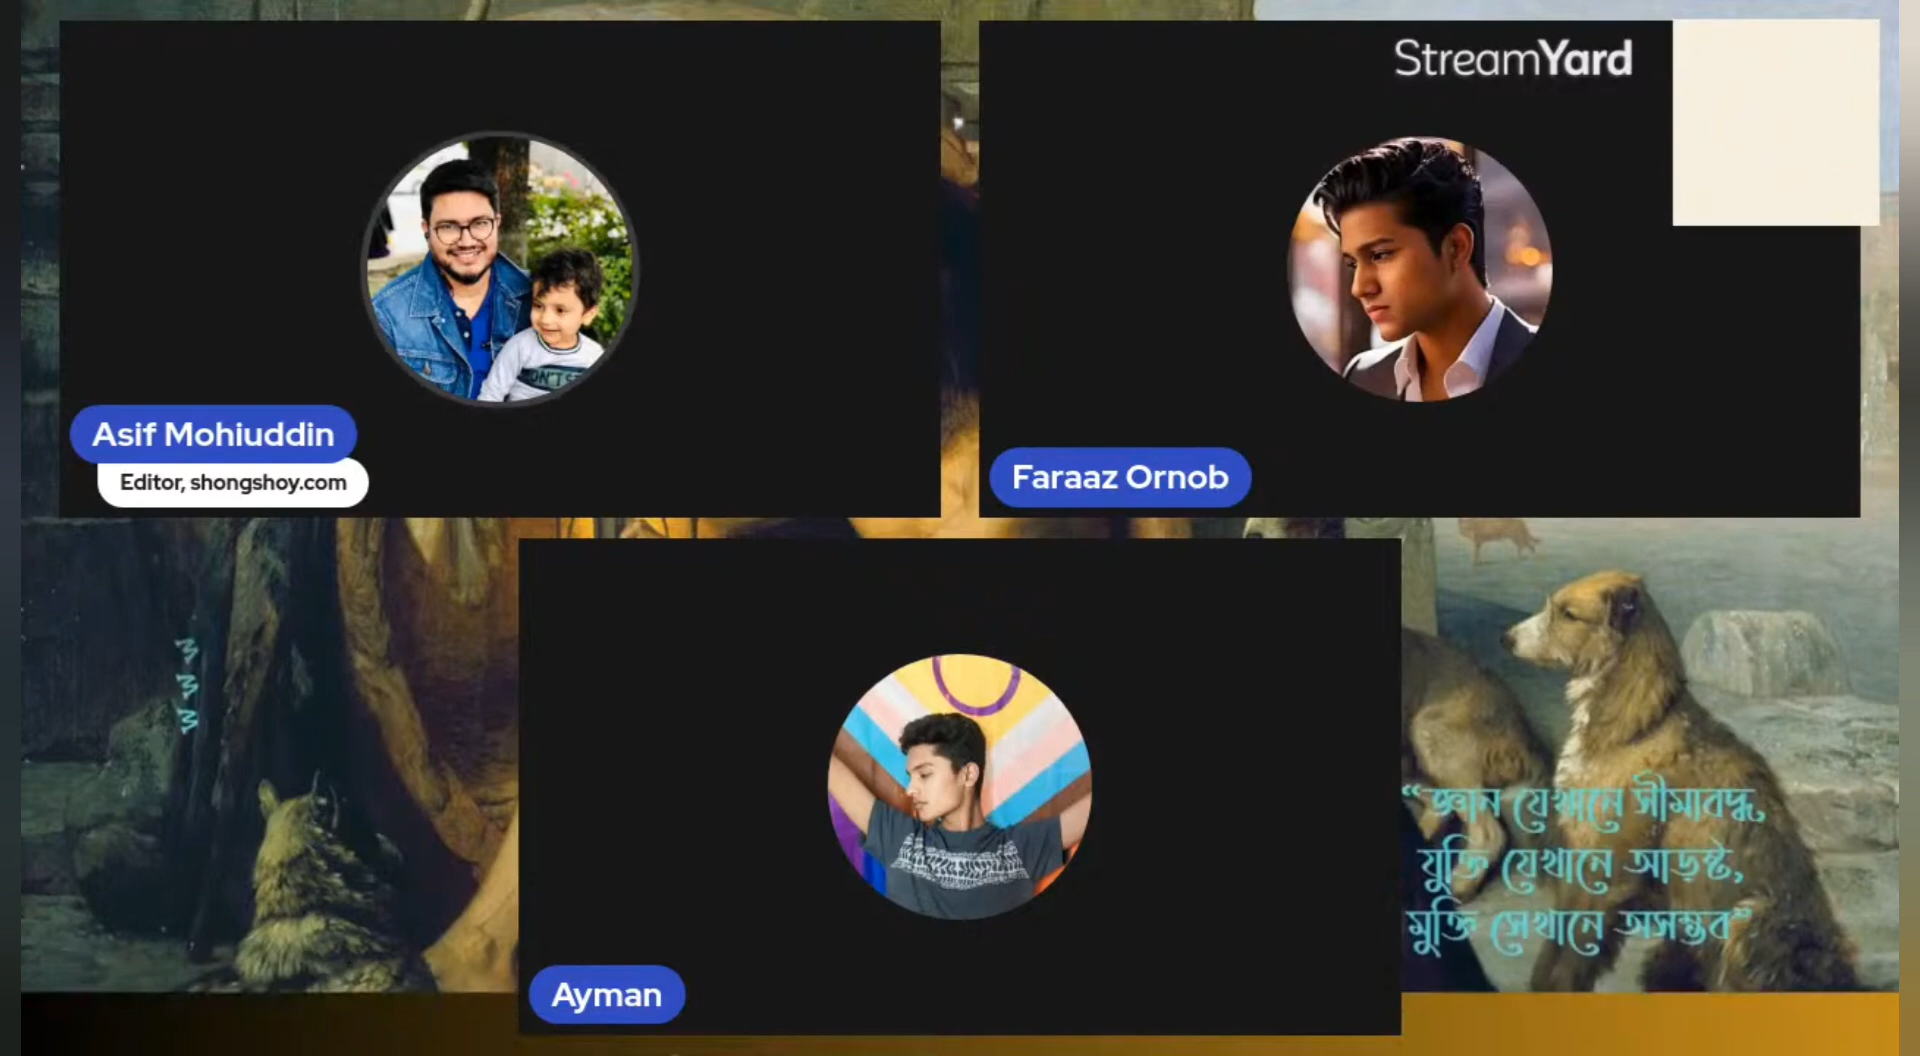 StreamYard
Asif Mohiuddin
Editor, shongshoy.com
Faraaz Ornob
Ayman
“জ্ঞান যেখানে সীমাবদ্ধ,
যুক্তি যেখানে আড়ষ্ট,
মুক্তি সেখানে অসম্ভব”